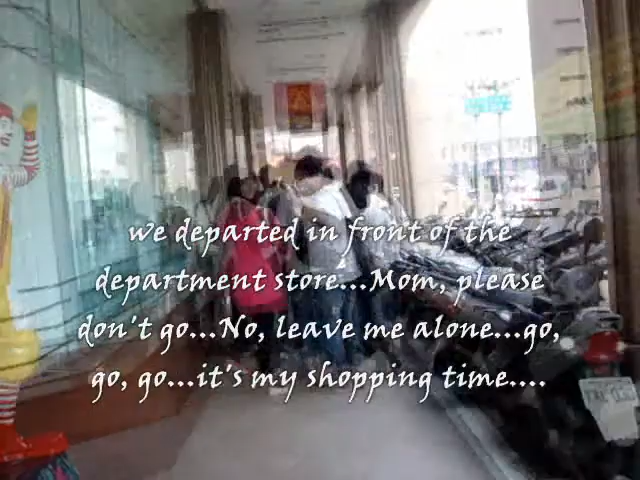 we departed in front of the
department store...Mom, please
don't go...No, leave me alone...go,
go, go...it's my shopping time....